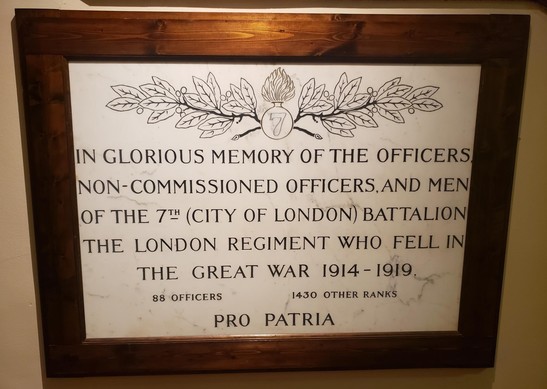 7
IN GLORIOUS MEMORY OF THE OFFICERS,
NON-COMMISSIONED OFFICERS, AND MEN
OF THE 7TH (CITY OF LONDON) BATTALION
THE LONDON REGIMENT WHO FELL IN
THE GREAT WAR 1914-1919.
88 OFFICERS 1430 OTHER RANKS
PRO PATRIA